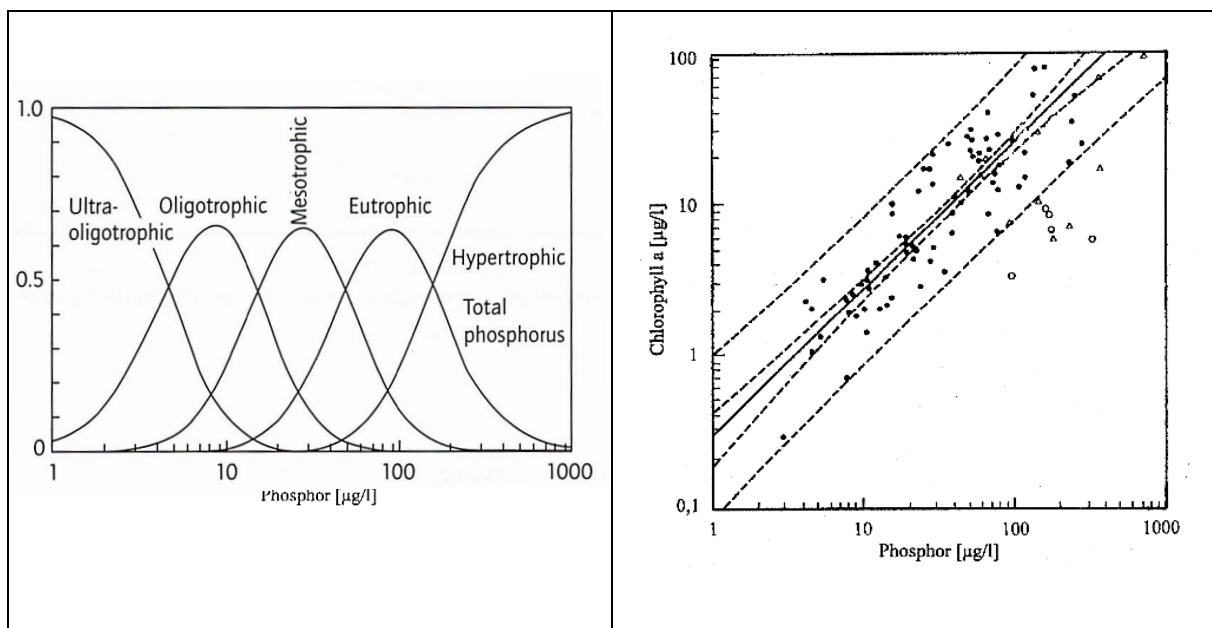 1.0
Ultra-
oligotrophic
Oligotrophic
Mesotrophic
Eutrophic
Hypertrophic
Total
phosphorus
0.5
0
1
10
100
1000
Phosphor [µg/l]
100
10
1
0,1
Chlorophyll a [µg/l]
1
10
100
1000
Phosphor [µg/l]